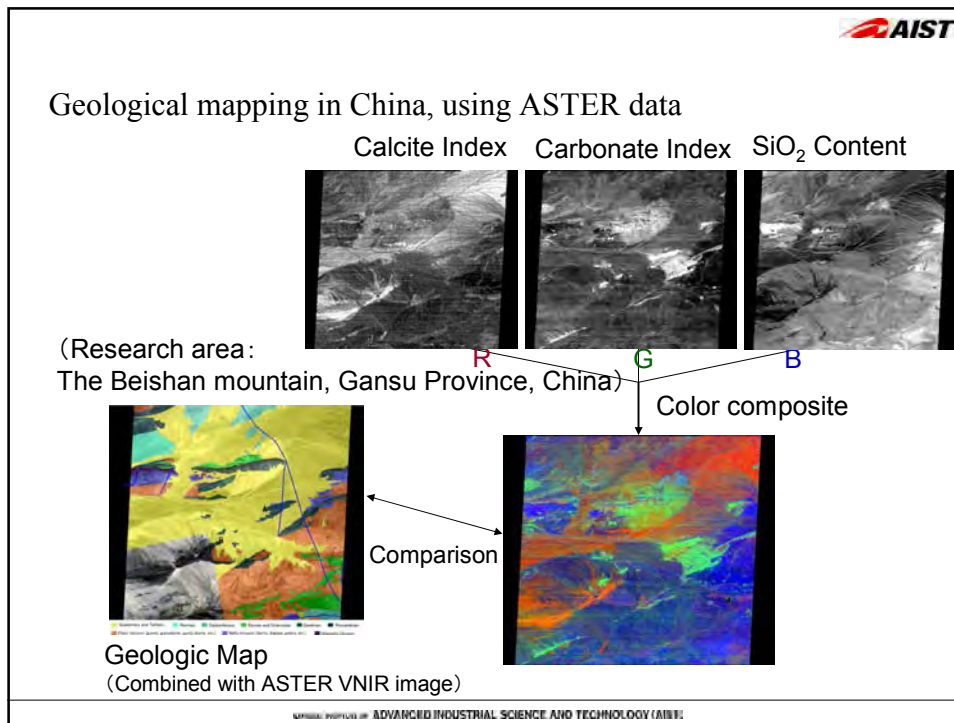 AIST
Geological mapping in China, using ASTER data
Calcite Index Carbonate Index SiO₂ Content
R G B
（Research area：
The Beishan mountain, Gansu Province, China）
Color composite
Comparison
Geologic Map
（Combined with ASTER VNIR image）
ADVANCED INDUSTRIAL SCIENCE AND TECHNOLOGY (AIST)